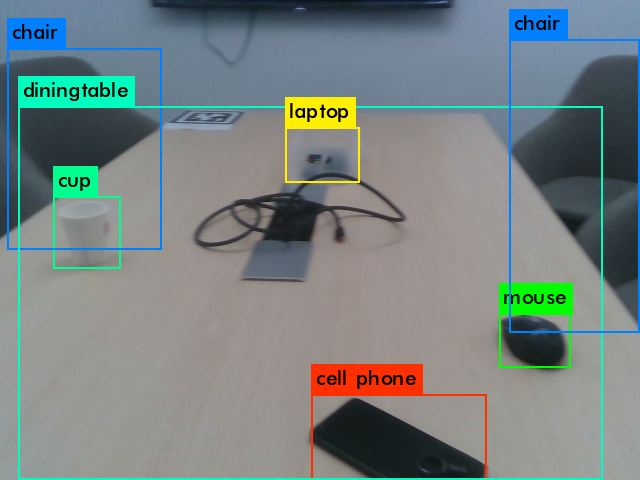 chair
chair
diningtable
laptop
cup
mouse
cell phone